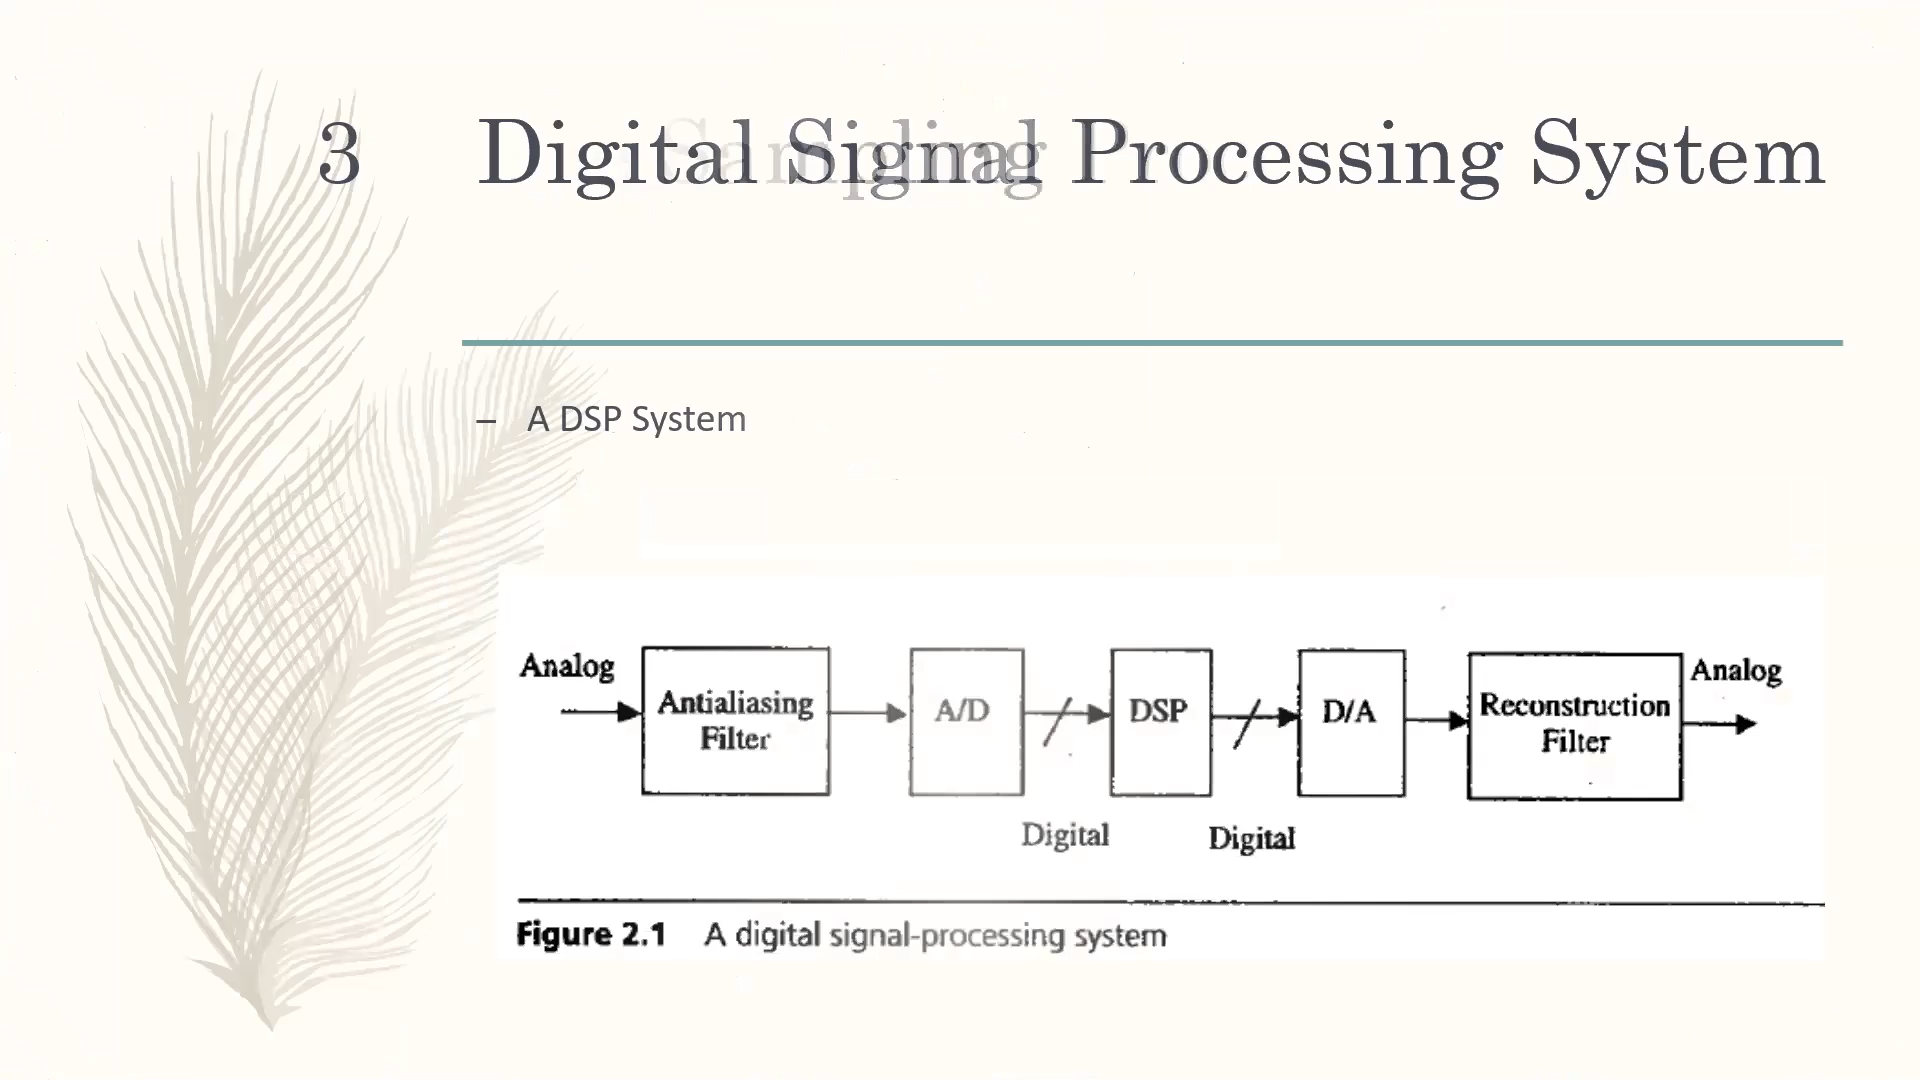 3 Digital Signal Processing System
Sampling
– A DSP System
Analog
Antialiasing
Filter
A/D
DSP
D/A
Reconstruction
Filter
Analog
Digital
Digital
Figure 2.1 A digital signal-processing system